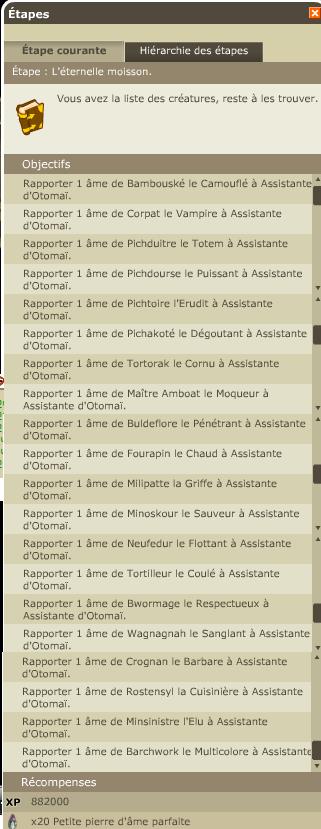 Étapes
Étape courante
Hiérarchie des étapes
Étape : L'éternelle moisson.
Vous avez la liste des créatures, reste à les trouver.
Objectifs
Rapporter 1 âme de Bambouské le Camouflé à Assistante
d'Otomaï.
Rapporter 1 âme de Corpat le Vampire à Assistante
d'Otomaï.
Rapporter 1 âme de Pichduitre le Totem à Assistante
d'Otomaï.
Rapporter 1 âme de Pichdourse le Puissant à Assistante
d'Otomaï.
Rapporter 1 âme de Pichtoire l'Erudit à Assistante
d'Otomaï.
Rapporter 1 âme de Pichakoté le Dégoutant à Assistante
d'Otomaï.
Rapporter 1 âme de Tortorak le Cornu à Assistante
d'Otomaï.
Rapporter 1 âme de Maître Amboat le Moqueur à
Assistante d'Otomaï.
Rapporter 1 âme de Buldeflore le Pénétrant à Assistante
d'Otomaï.
Rapporter 1 âme de Fourapin le Chaud à Assistante
d'Otomaï.
Rapporter 1 âme de Milipatte la Griffe à Assistante
d'Otomaï.
Rapporter 1 âme de Minoskour le Sauveur à Assistante
d'Otomaï.
Rapporter 1 âme de Neufedur le Flottant à Assistante
d'Otomaï.
Rapporter 1 âme de Tortilleur le Coulé à Assistante
d'Otomaï.
Rapporter 1 âme de Bwormage le Respectueux à
Assistante d'Otomaï.
Rapporter 1 âme de Wagnagnah le Sanglant à Assistante
d'Otomaï.
Rapporter 1 âme de Crognan le Barbare à Assistante
d'Otomaï.
Rapporter 1 âme de Rostensyl la Cuisinière à Assistante
d'Otomaï.
Rapporter 1 âme de Minsinistre l'Elu à Assistante
d'Otomaï.
Rapporter 1 âme de Barchwork le Multicolore à Assistante
d'Otomaï.
Récompenses
XP 882000
x20 Petite pierre d'âme parfaite